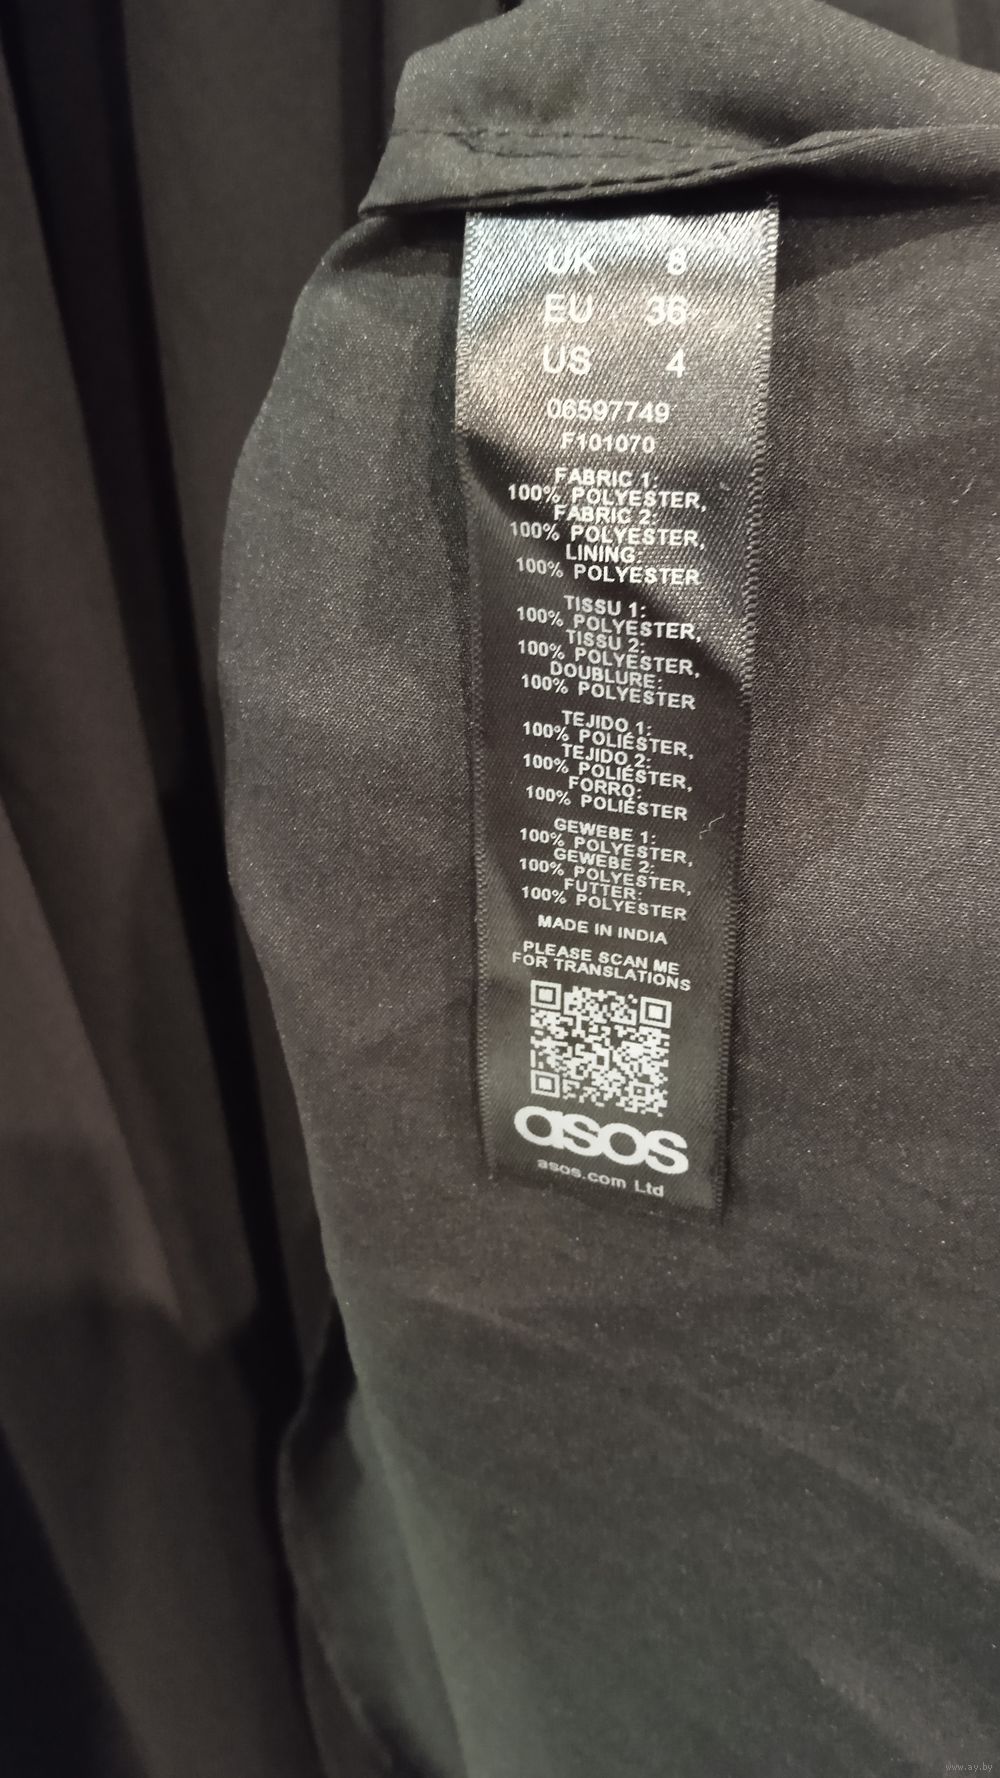 UK 8
EU 36
US 4
06597749
F101070
FABRIC 1:
100% POLYESTER,
FABRIC 2:
100% POLYESTER,
LINING:
100% POLYESTER
TISSU 1:
100% POLYESTER,
TISSU 2:
100% POLYESTER,
DOUBLURE:
100% POLYESTER
TEJIDO 1:
100% POLIÉSTER,
TEJIDO 2:
100% POLIÉSTER,
FORRO:
100% POLIÉSTER
GEWEBE 1:
100% POLYESTER,
GEWEBE 2:
100% POLYESTER,
FUTTER:
100% POLYESTER
MADE IN INDIA
PLEASE SCAN ME
FOR TRANSLATIONS
asos
asos.com Ltd
www.ay.by